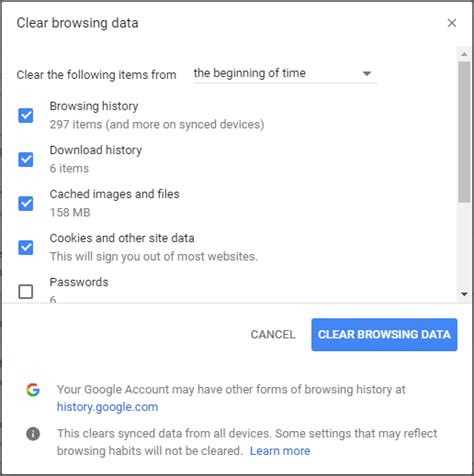 Clear browsing data
Clear the following items from the beginning of time
Browsing history
297 items (and more on synced devices)
Download history
6 items
Cached images and files
158 MB
Cookies and other site data
This will sign you out of most websites.
Passwords
6
CANCEL CLEAR BROWSING DATA
Your Google Account may have other forms of browsing history at
history.google.com
This clears synced data from all devices. Some settings that may reflect
browsing habits will not be cleared. Learn more